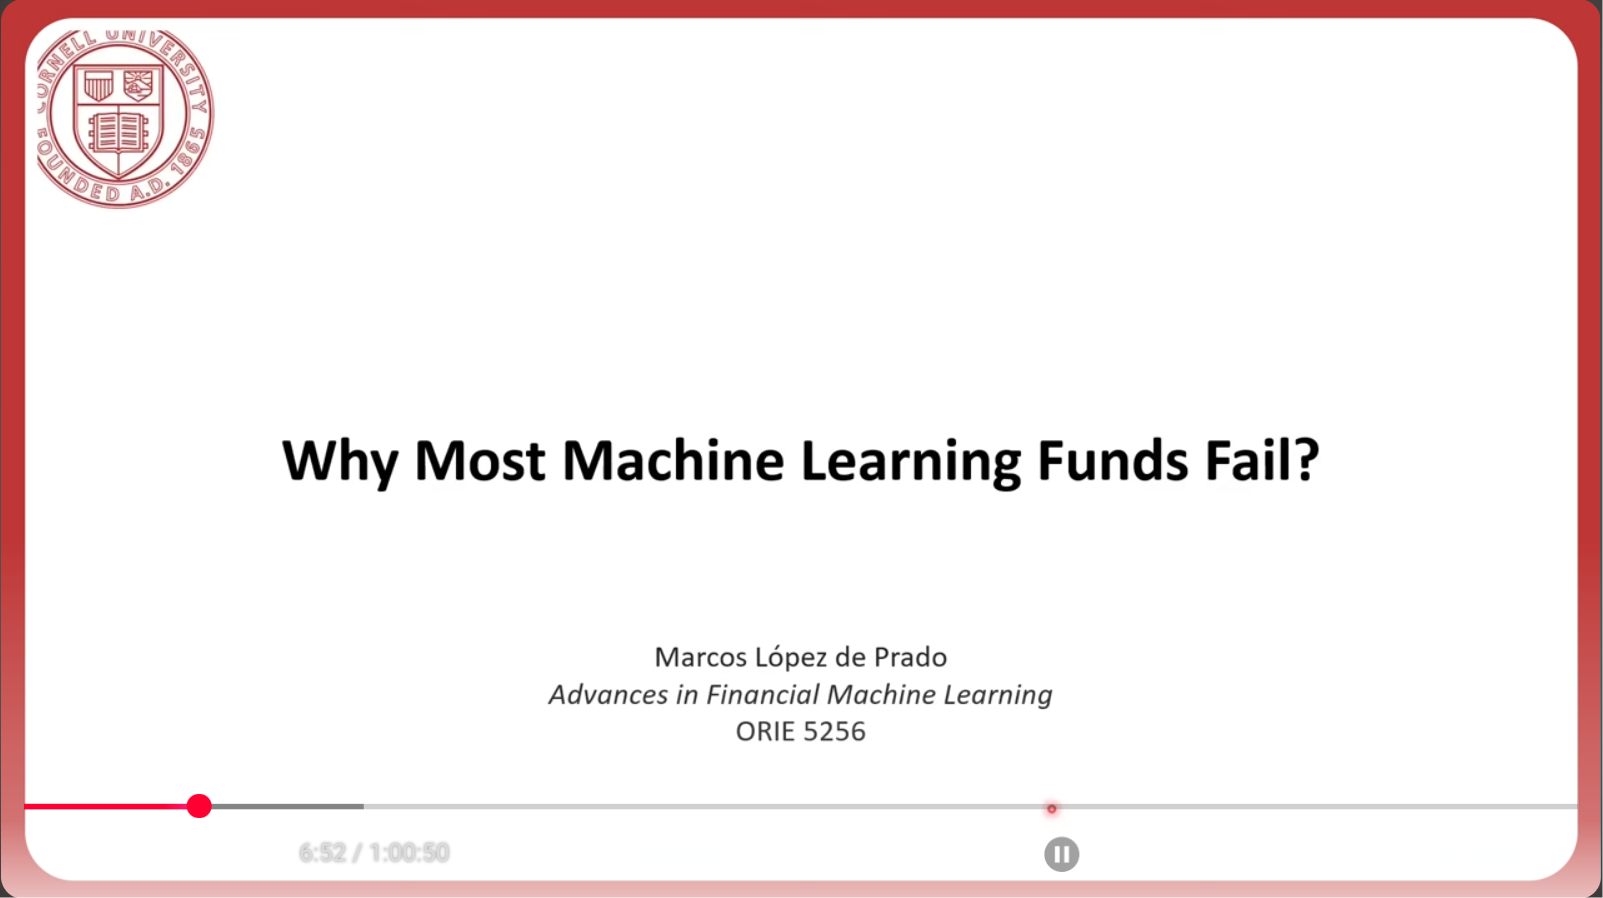 CORNELL UNIVERSITY
FOUNDED A.D. 1865
Why Most Machine Learning Funds Fail?
Marcos López de Prado
Advances in Financial Machine Learning
ORIE 5256
6:52 / 1:00:50